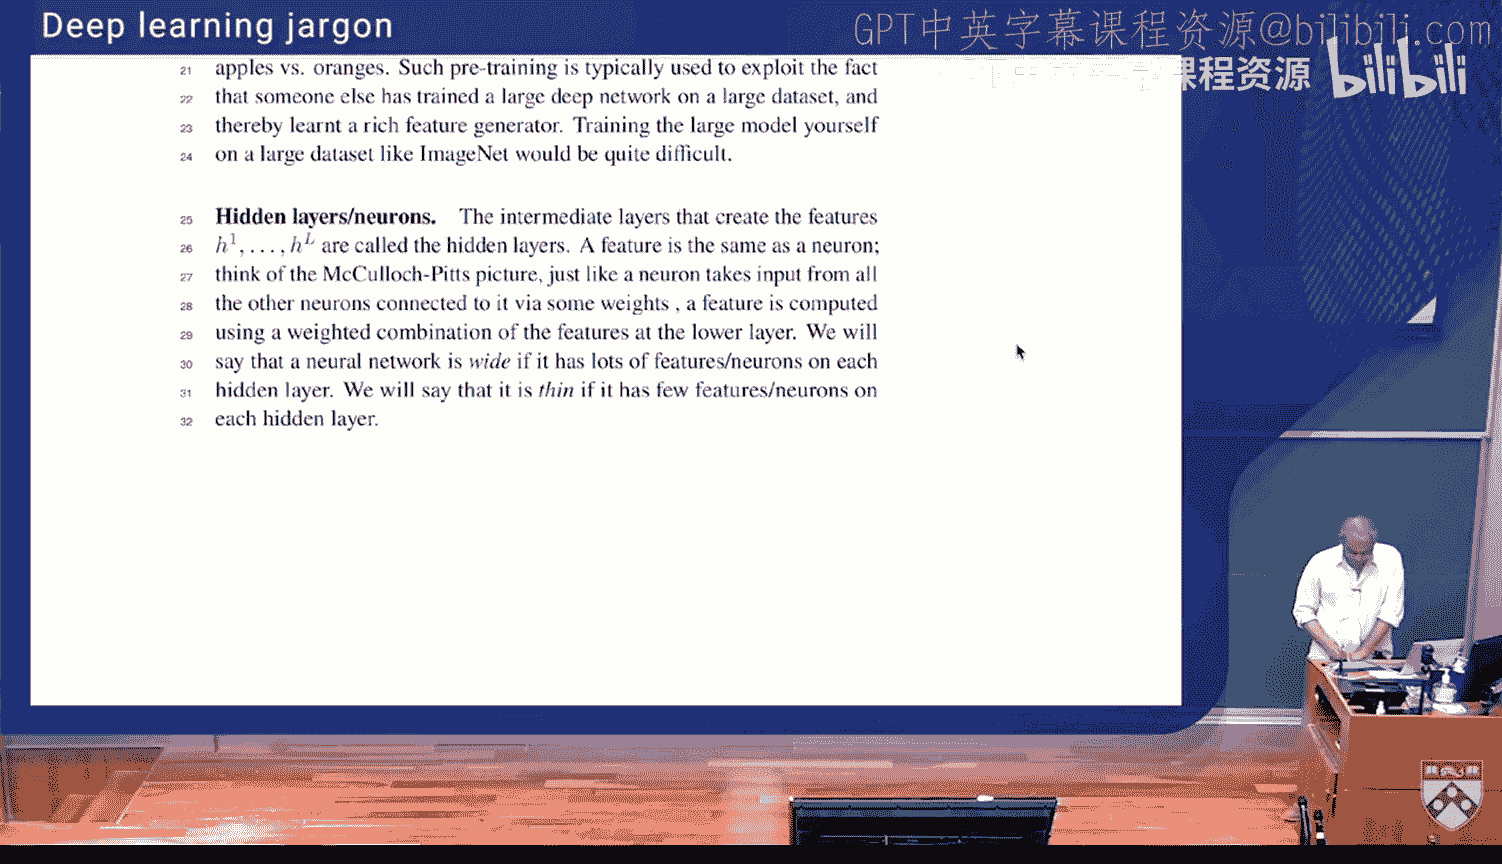 Deep learning jargon
GPT中英字幕课程资源@bilibili.com
课程资源 bilibili
21 apples vs. oranges. Such pre-training is typically used to exploit the fact
22 that someone else has trained a large deep network on a large dataset, and
23 thereby learnt a rich feature generator. Training the large model yourself
24 on a large dataset like ImageNet would be quite difficult.
25 Hidden layers/neurons. The intermediate layers that create the features
26 h¹, . . . , hᴸ are called the hidden layers. A feature is the same as a neuron;
27 think of the McCulloch-Pitts picture, just like a neuron takes input from all
28 the other neurons connected to it via some weights , a feature is computed
29 using a weighted combination of the features at the lower layer. We will
30 say that a neural network is wide if it has lots of features/neurons on each
31 hidden layer. We will say that it is thin if it has few features/neurons on
32 each hidden layer.